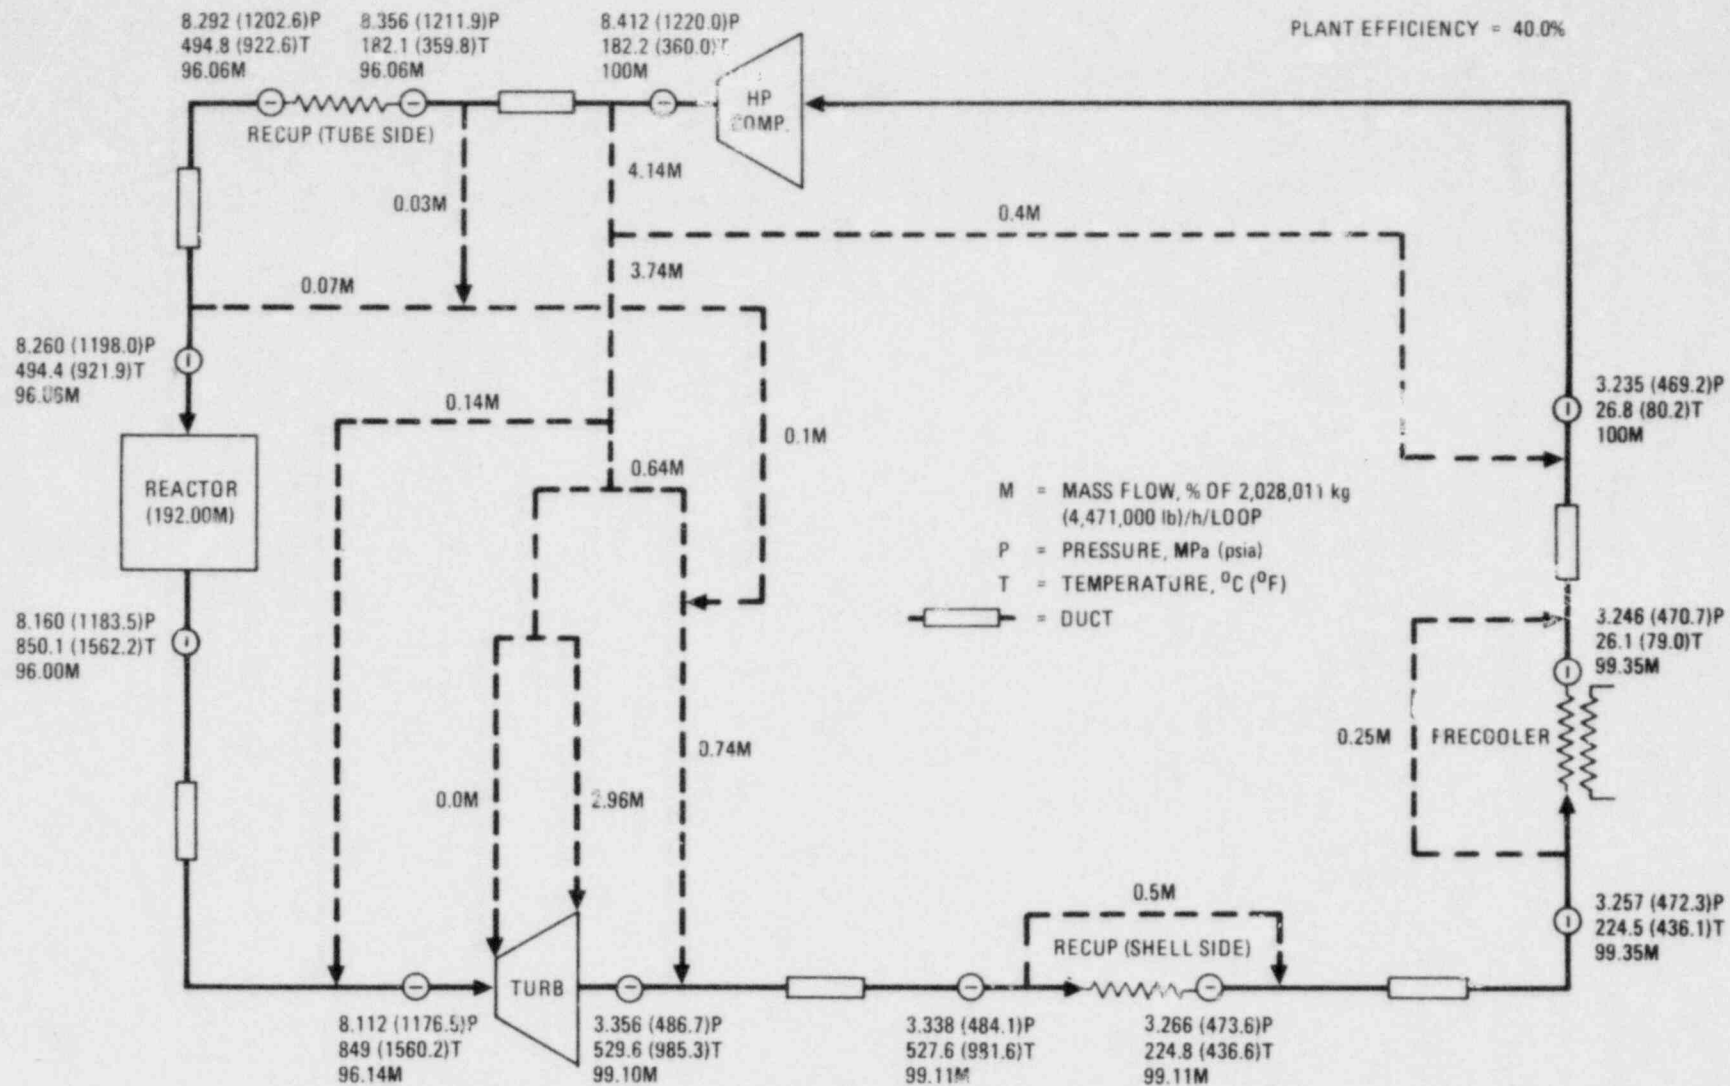 8.292 (1202.6)P
494.8 (922.6)T
96.06M
8.356 (1211.9)P
182.1 (359.8)T
96.06M
8.412 (1220.0)P
182.2 (360.0)T
100M
PLANT EFFICIENCY = 40.0%
HP
COMP.
RECUP (TUBE SIDE)
4.14M
0.03M
0.4M
3.74M
0.07M
8.260 (1198.0)P
494.4 (921.9)T
96.06M
3.235 (469.2)P
26.8 (80.2)T
100M
0.14M
0.1M
0.64M
REACTOR
(192.00M)
M = MASS FLOW, % OF 2,028,011 kg
(4,471,000 lb)/h/LOOP
P = PRESSURE, MPa (psia)
T = TEMPERATURE, °C (°F)
= DUCT
8.160 (1183.5)P
850.1 (1562.2)T
96.00M
3.246 (470.7)P
26.1 (79.0)T
99.35M
0.25M
PRECOOLER
0.74M
0.0M
2.96M
0.5M
RECUP (SHELL SIDE)
3.257 (472.3)P
224.5 (436.1)T
99.35M
TURB
8.112 (1176.5)P
849 (1560.2)T
96.14M
3.356 (486.7)P
529.6 (985.3)T
99.10M
3.338 (484.1)P
527.6 (981.6)T
99.11M
3.266 (473.6)P
224.8 (436.6)T
99.11M